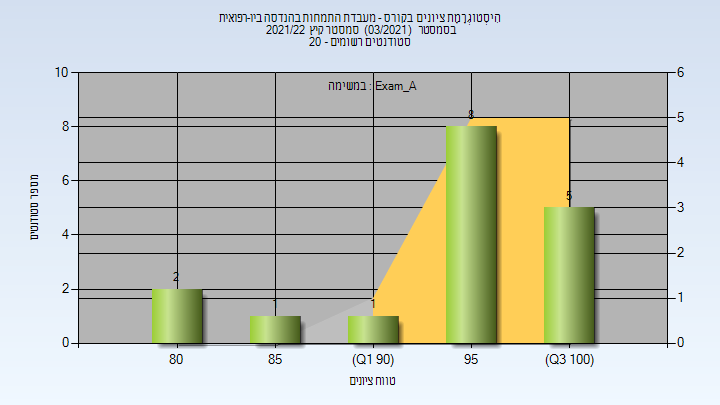 הִיסְטוֹגְרַמַת ציונים בקורס - מעבדת התמחות בהנדסה ביו-רפואית
בסמסטר (03/2021) סמסטר קיץ 2021/22
סטודנטים רשומים - 20
במשימה : Exam_A
מספר סטודנטים
10
8
6
4
2
0
6
5
4
3
2
1
0
2
1
1
8
5
80
85
(Q1 90)
95
(Q3 100)
טווח ציונים